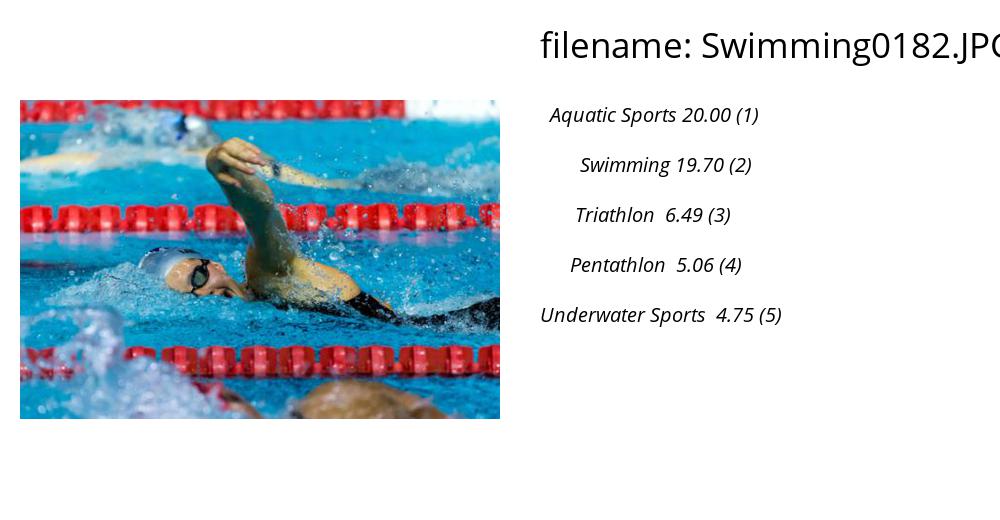 filename: Swimming0182.JPG
Aquatic Sports 20.00 (1)
Swimming 19.70 (2)
Triathlon 6.49 (3)
Pentathlon 5.06 (4)
Underwater Sports 4.75 (5)